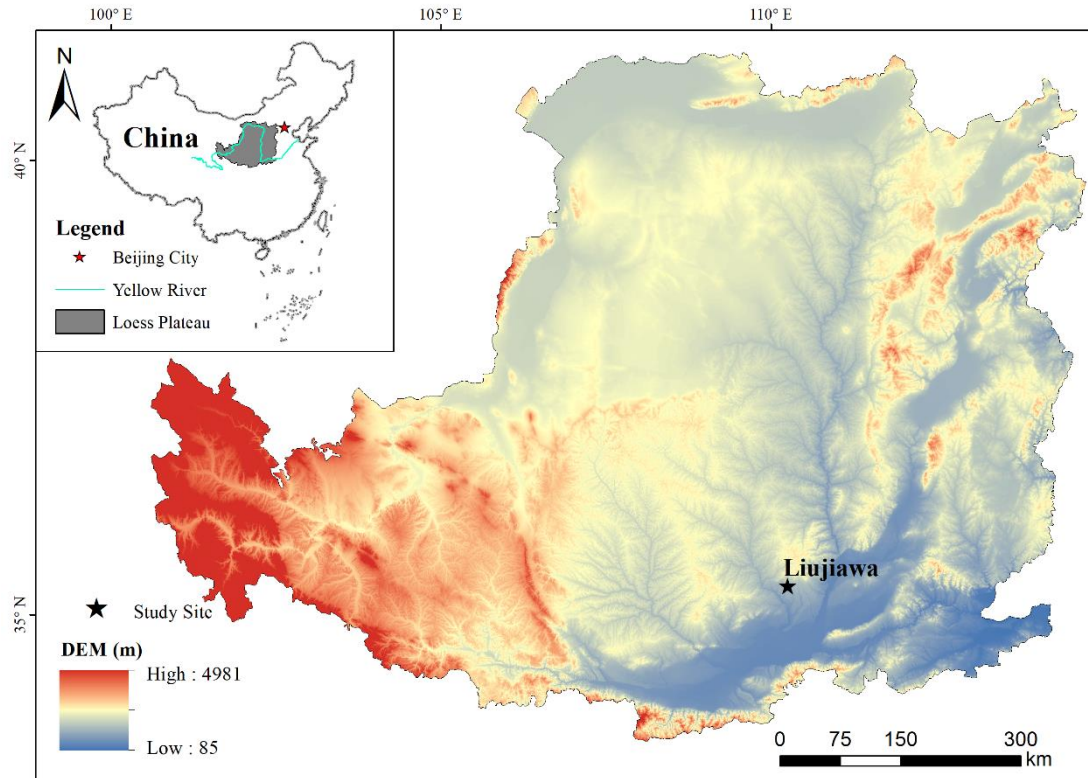 100° E
105° E
110° E
N
China
Legend
Beijing City
Yellow River
Loess Plateau
40° N
35° N
Liujiawa
Study Site
DEM (m)
High : 4981
Low : 85
0 75 150 300
km